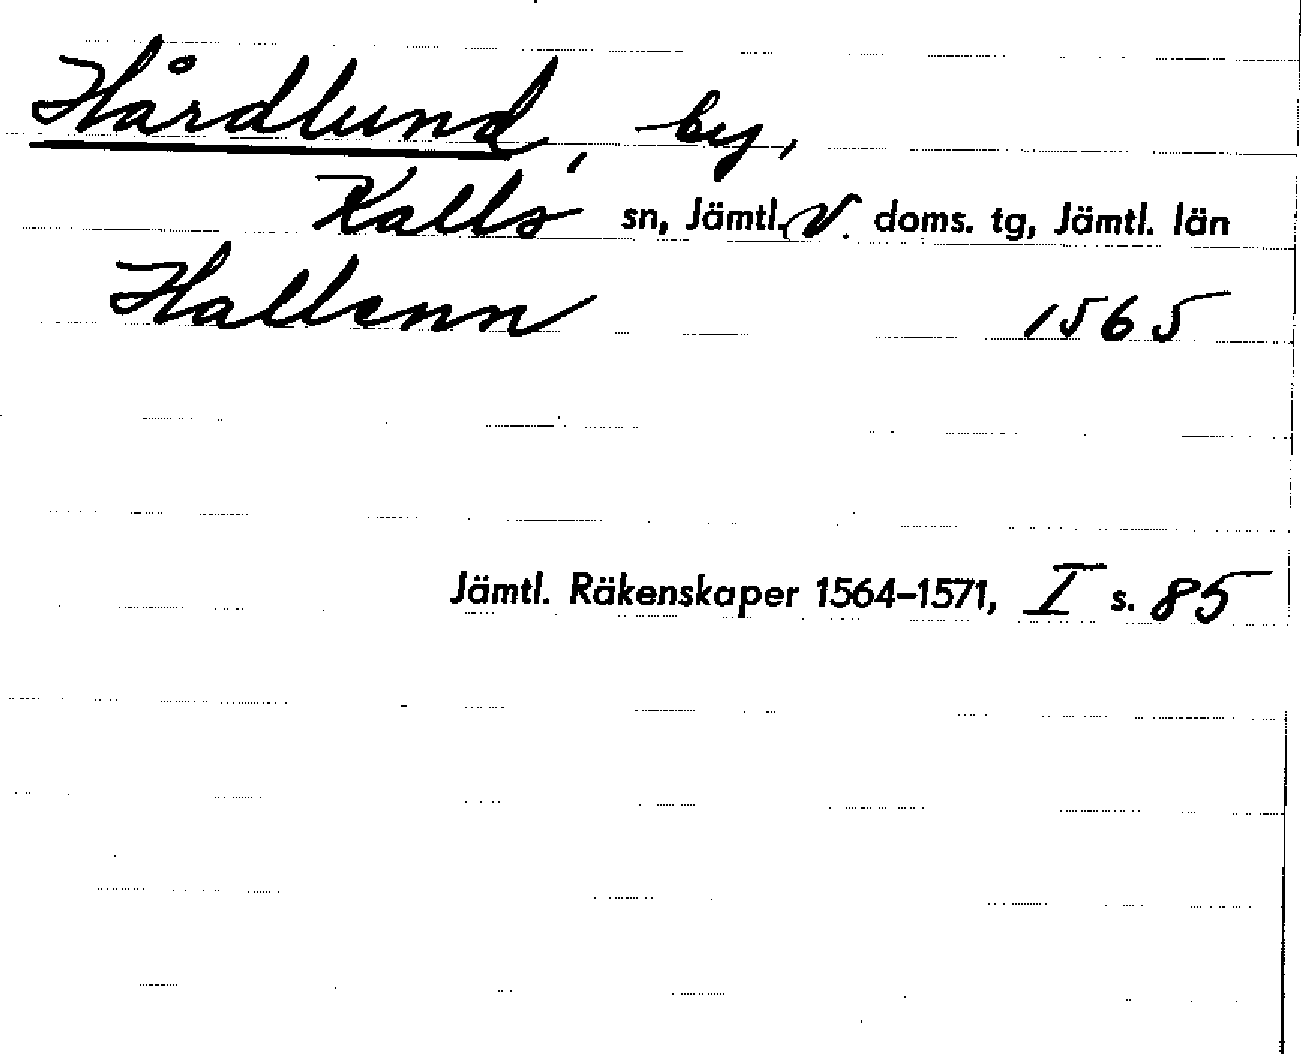 Hårdlund, by,
Kalls sn, Jämtl. V. doms. tg, Jämtl. län
Hallenn 1565
Jämtl. Räkenskaper 1564–1571, I s. 85